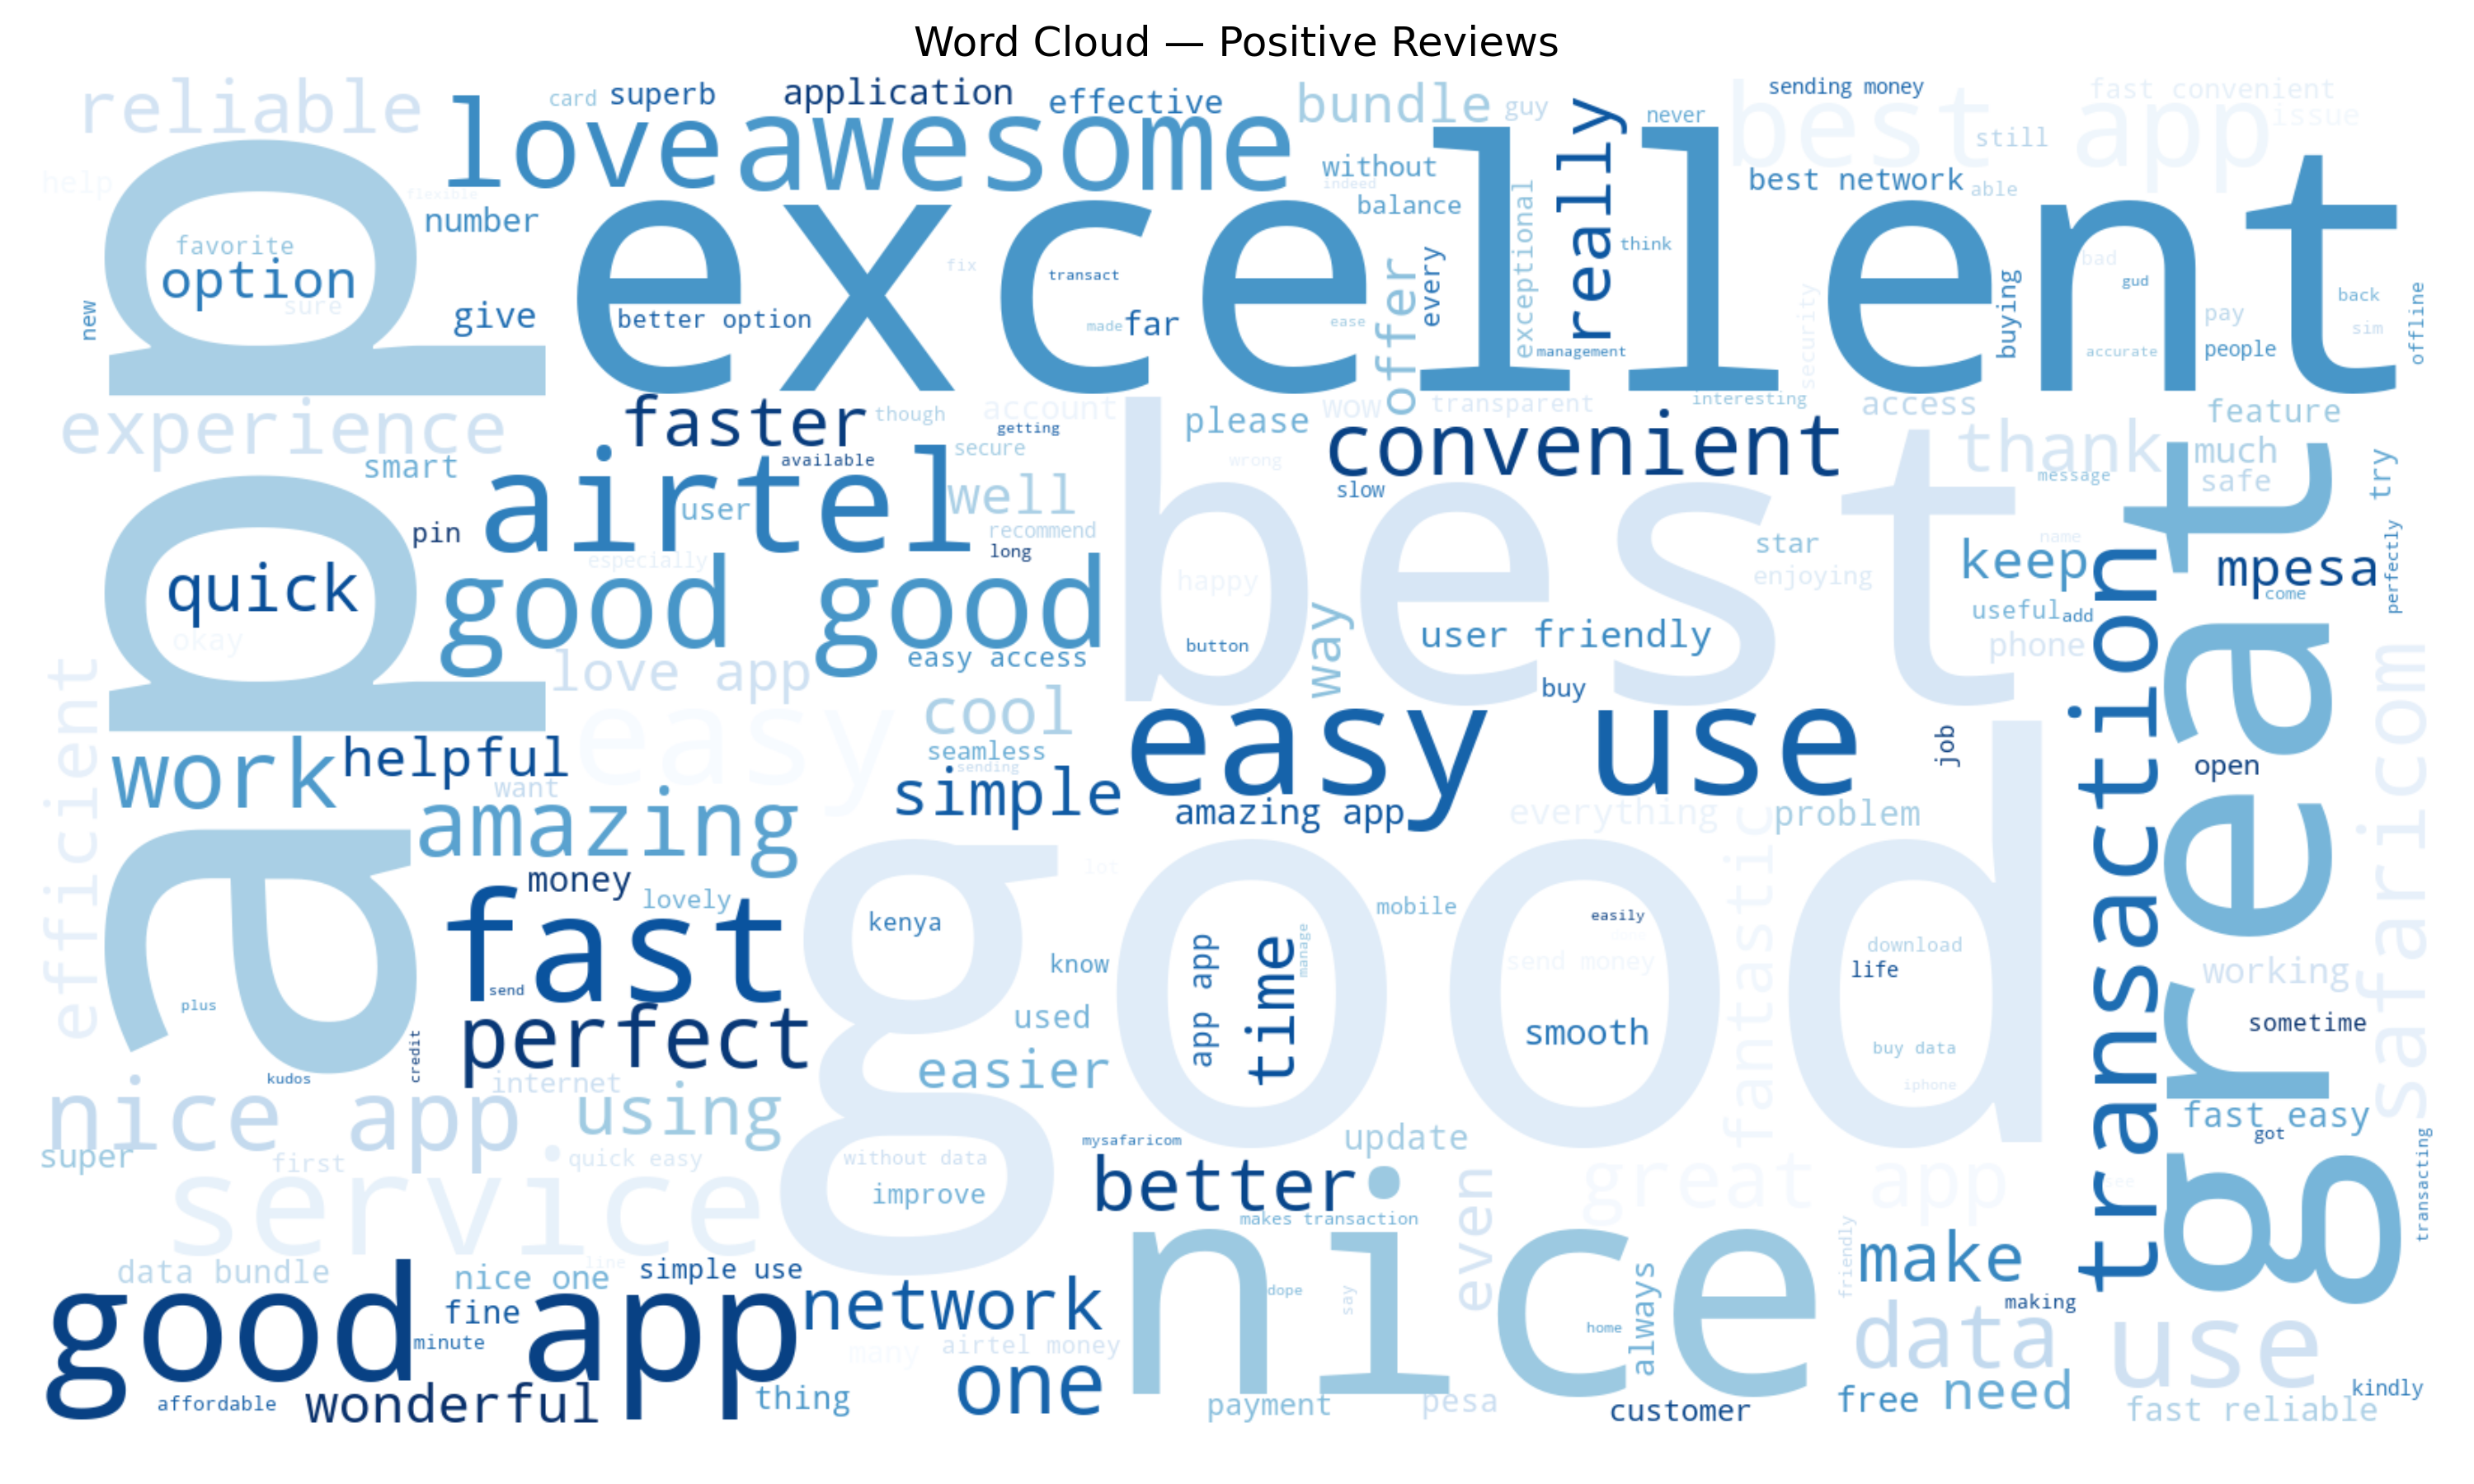 Word Cloud — Positive Reviews
reliable
card
superb
application
effective
bundle
guy
really
never
sending money
best app
fast convenient
issue
still
love
awesome
without
indeed
best network
able
help
flexible
number
balance
exceptional
think
excellent
favorite
option
sure
new
give
better option
fix
transact
made
far
ease
offer
every
management
security
buying
bad
gud
accurate
pay
people
back
sim
offline
app
experience
faster
though
account
getting
please
wow
transparent
interesting
access
feature
smart
airtel
available
user
secure
well
wrong
convenient
slow
thank
message
much
safe
try
pin
recommend
long
especially
best
star
enjoying
keep
name
mpesa
come
perfectly
quick
okay
good good
easy access
happy
button
way
user friendly
useful
add
phone
buy
love app
easy
cool
seamless
sending
simple
easy use
job
transaction
great
open
safaricom
efficient
work
helpful
want
amazing
amazing app
everything
problem
money
lovely
fast
send
kenya
lot
good
know
used
easier
app app
time
manage
mobile
easily
send money
smooth
fantastic
download
life
buy data
iphone
working
sometime
plus
credit
kudos
perfect
internet
nice app
using
super
first
quick easy
service
without data
improve
mysafaricom
better
update
makes transaction
even
great app
fast easy
got
transacting
data bundle
nice one
line
simple use
good app
fine
minute
network
many
airtel money
one
nice
dope
say
home
always
friendly
make
making
data
use
affordable
wonderful
thing
payment
pesa
customer
free
need
fast reliable
kindly